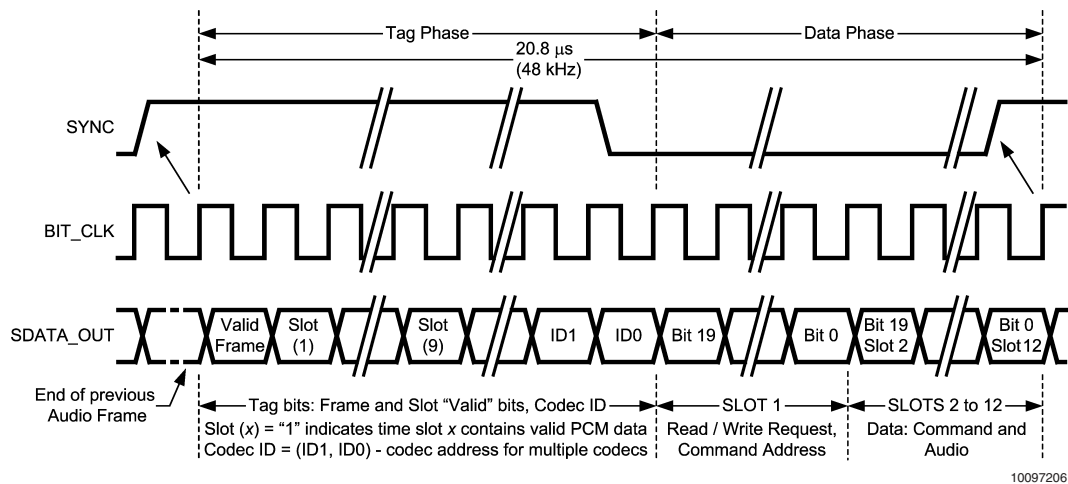 Tag Phase
Data Phase
20.8 μs
(48 kHz)
SYNC
BIT_CLK
SDATA_OUT
Valid
Frame
Slot
(1)
Slot
(9)
ID1
ID0
Bit 19
Bit 0
Bit 19
Slot 2
Bit 0
Slot 12
End of previous
Audio Frame
Tag bits: Frame and Slot “Valid” bits, Codec ID
Slot (x) = “1” indicates time slot x contains valid PCM data
Codec ID = (ID1, ID0) - codec address for multiple codecs
SLOT 1
Read / Write Request,
Command Address
SLOTS 2 to 12
Data: Command and
Audio
10097206